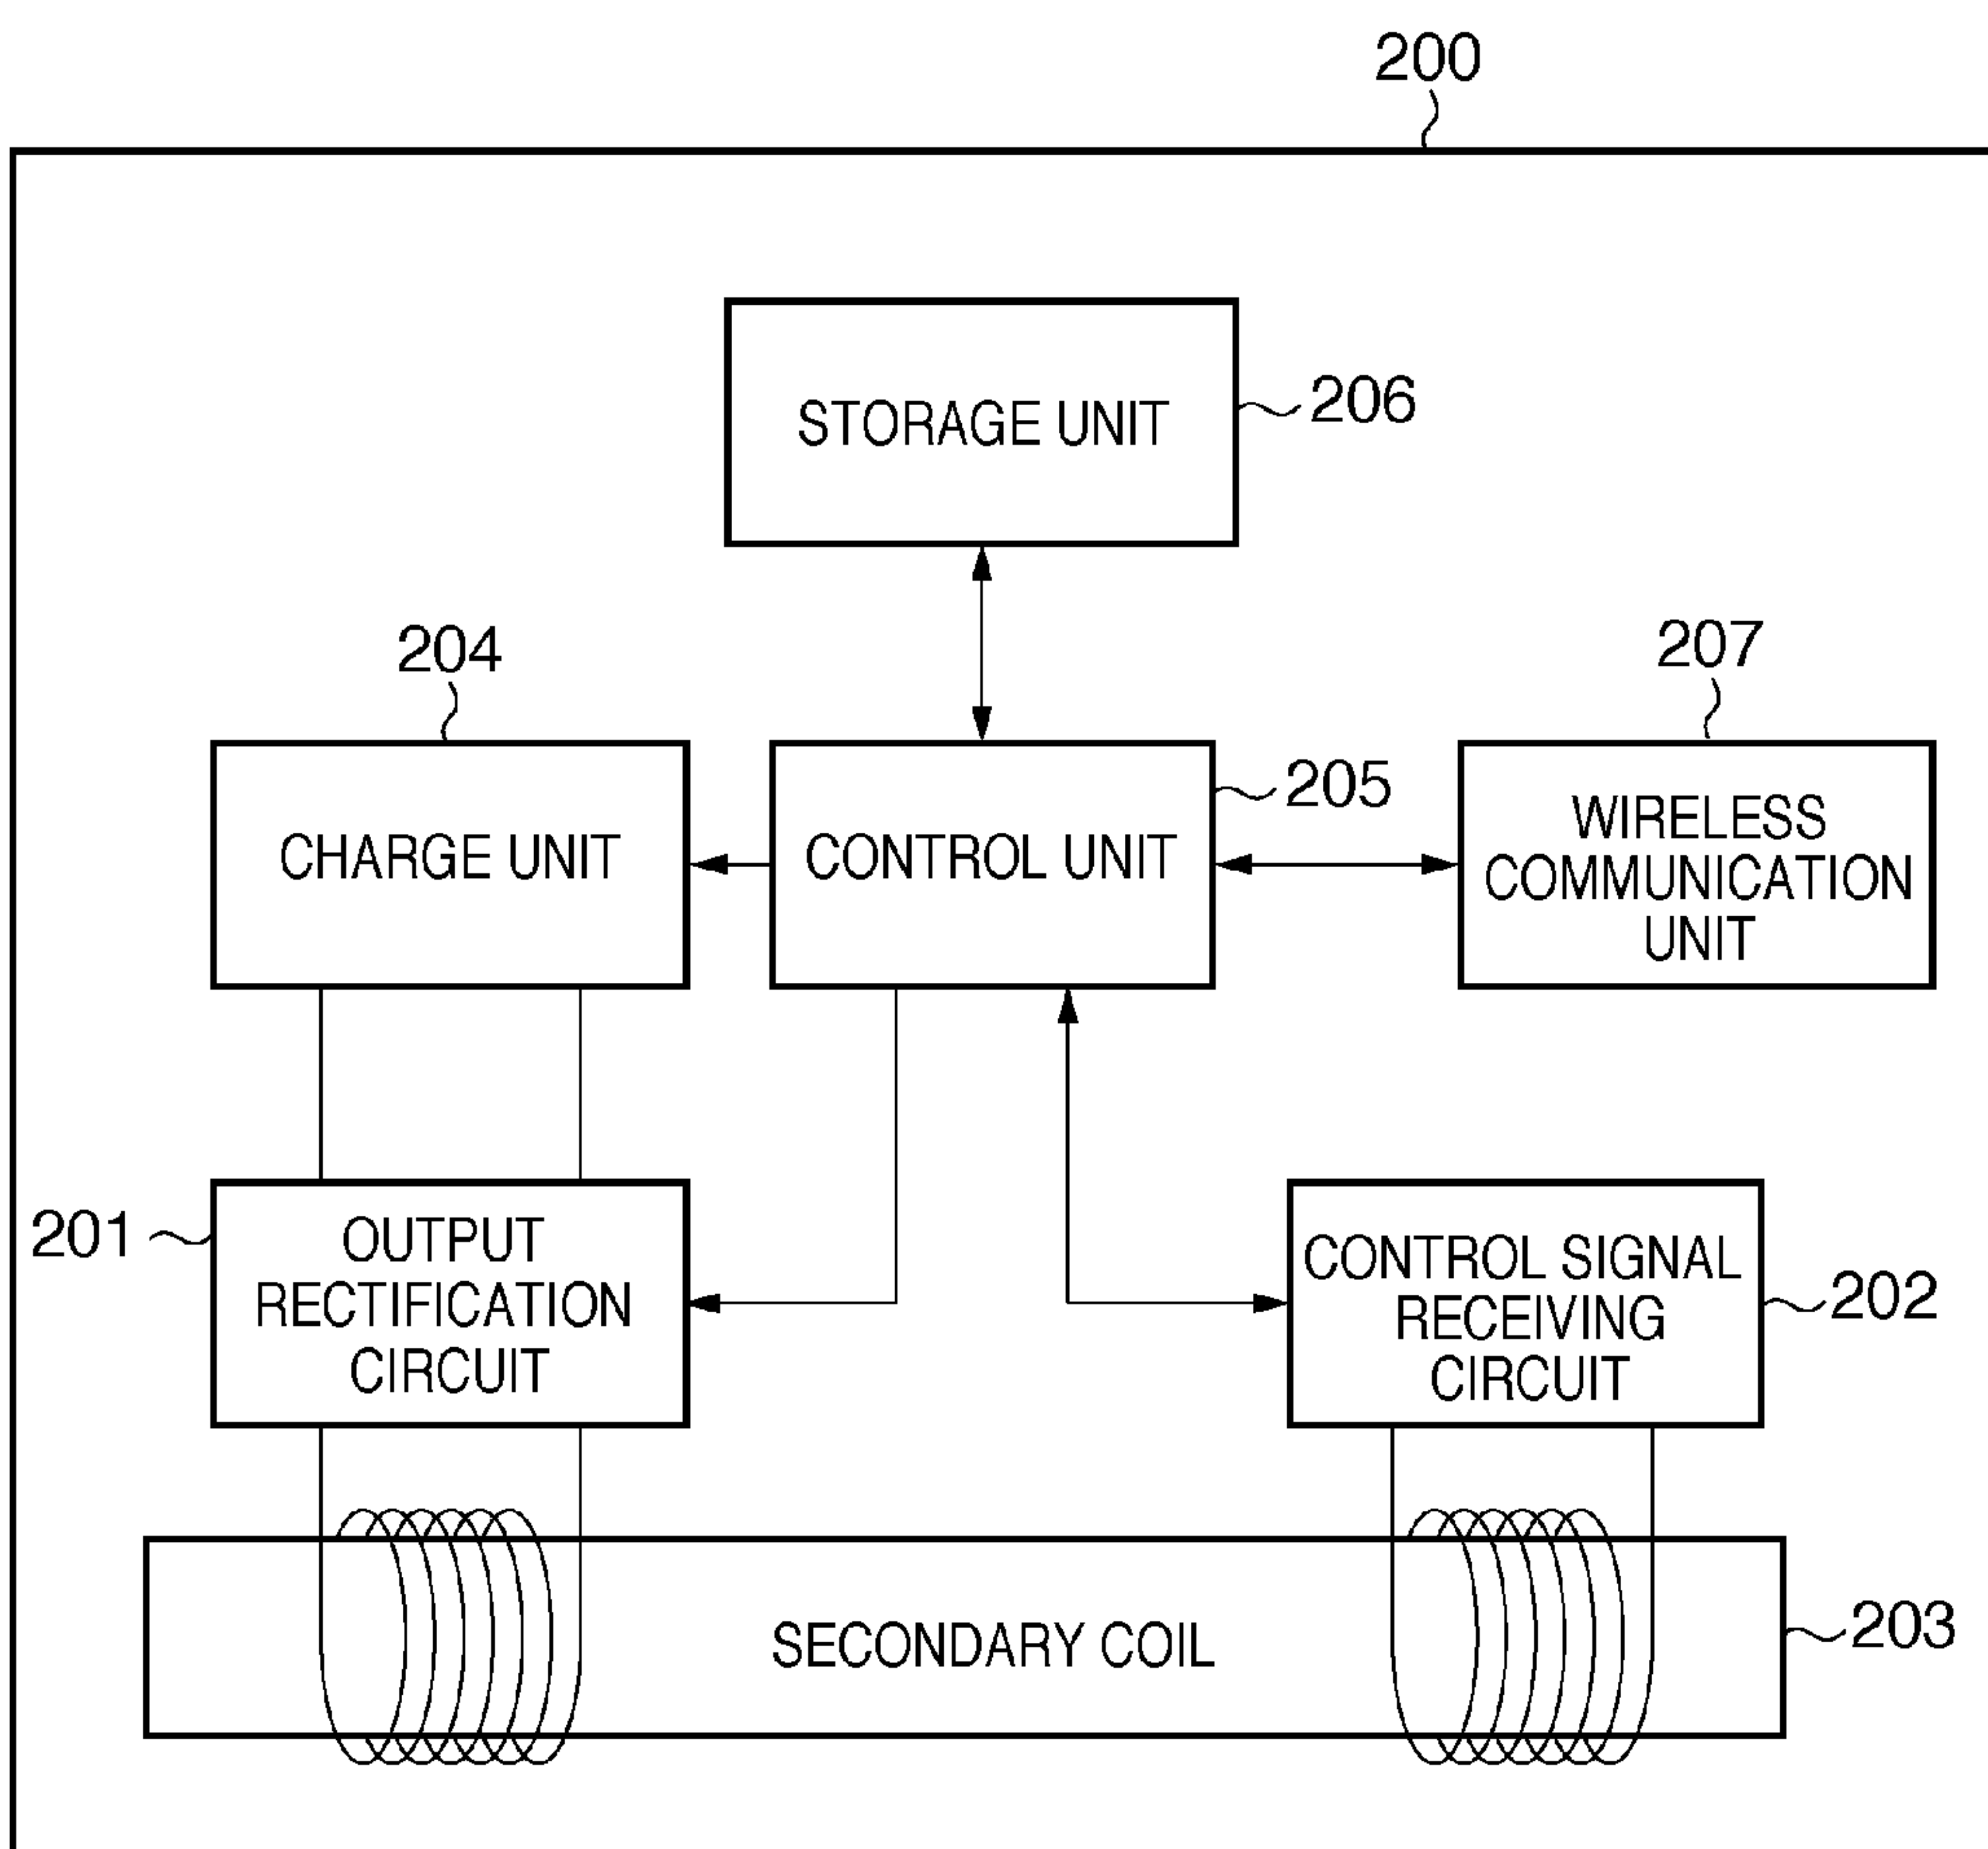 200
STORAGE UNIT
206
204
207
CHARGE UNIT
CONTROL UNIT
205
WIRELESS
COMMUNICATION
UNIT
201
OUTPUT
RECTIFICATION
CIRCUIT
CONTROL SIGNAL
RECEIVING
CIRCUIT
202
SECONDARY COIL
203